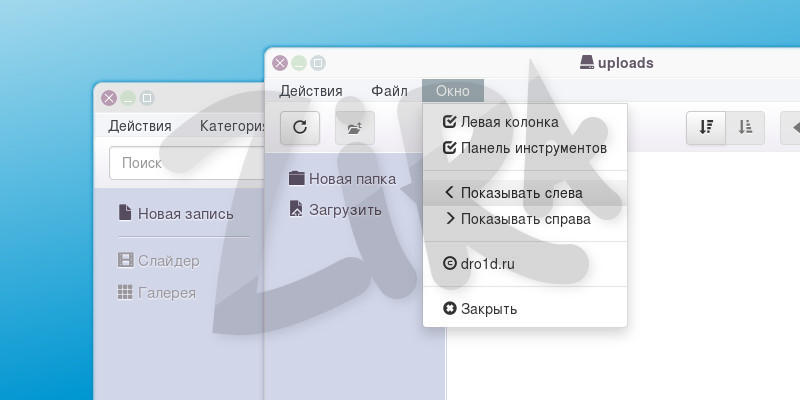 uploads
Действия Файл Окно
Левая колонка
Панель инструментов
Показывать слева
Показывать справа
dro1d.ru
Закрыть
Новая папка
Загрузить
Действия Категория
Поиск
Новая запись
Слайдер
Галерея